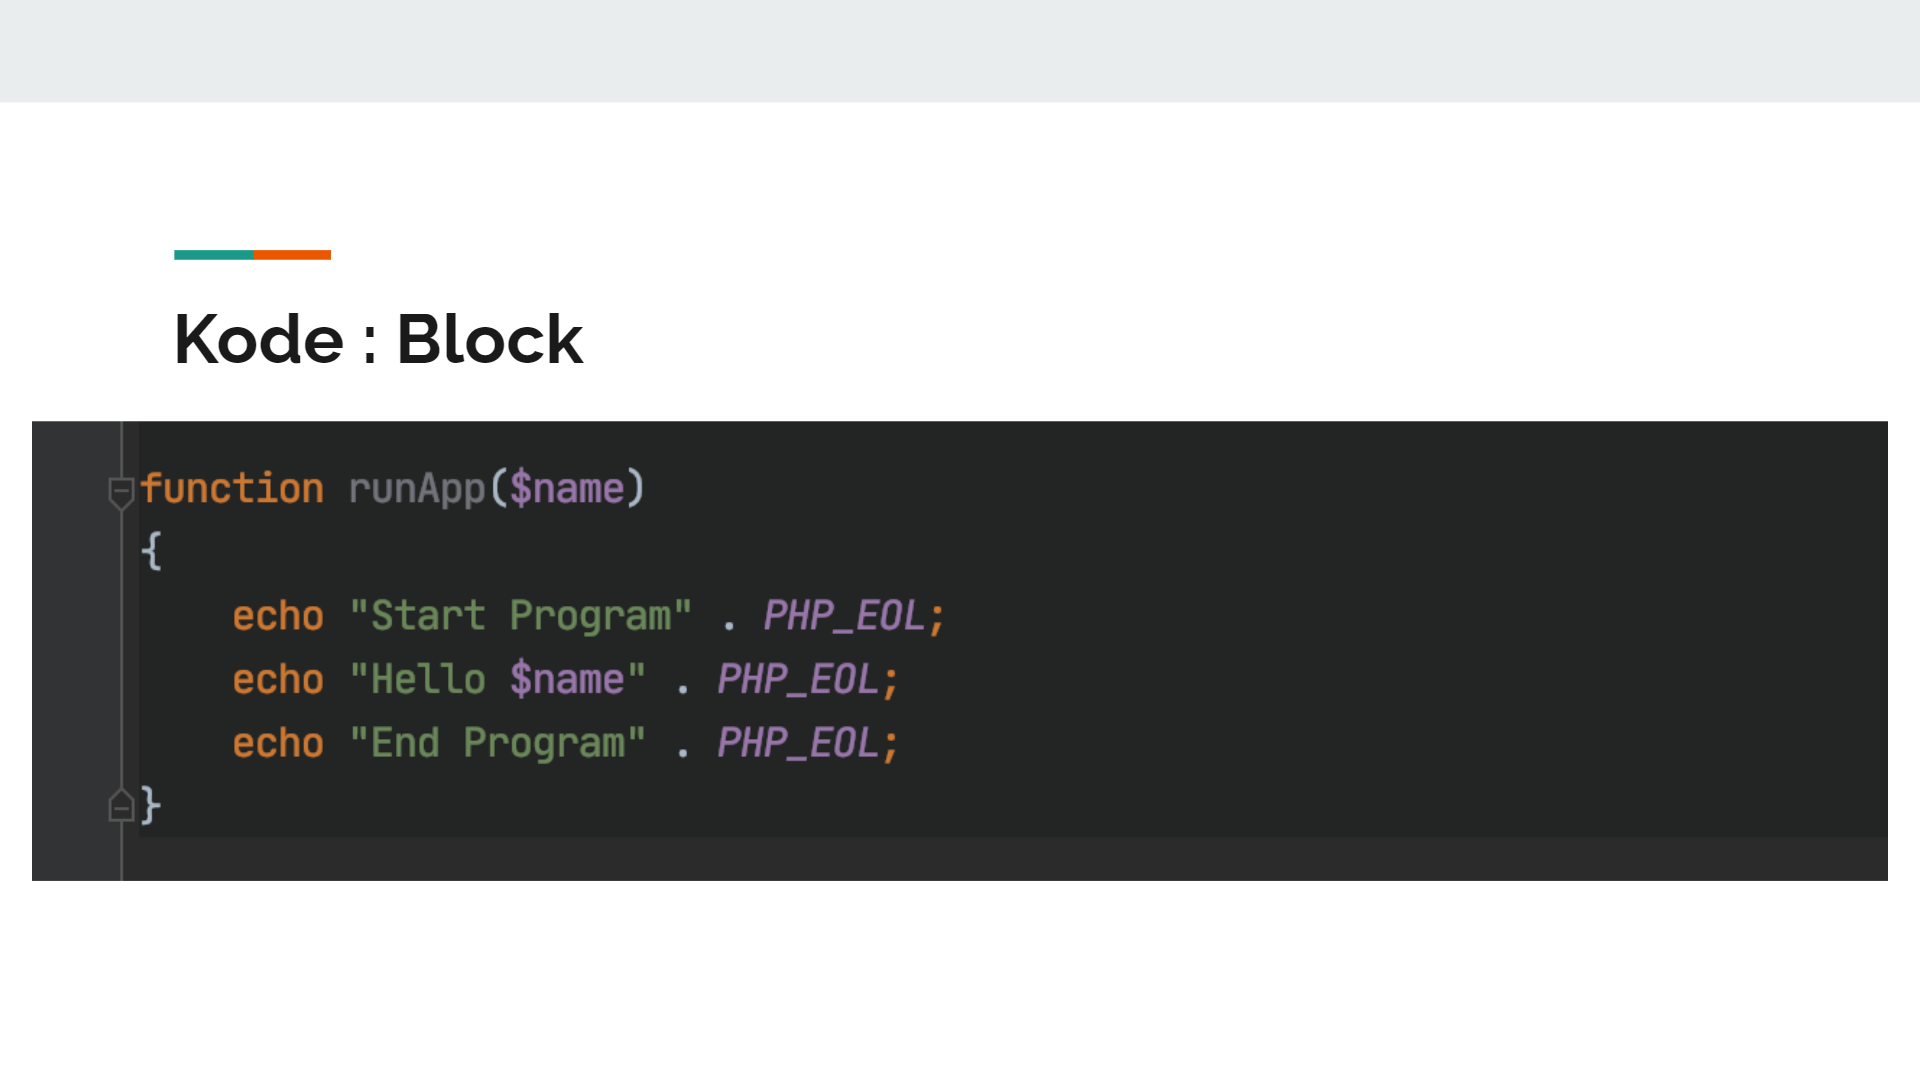 Kode : Block
function runApp($name)
{
    echo "Start Program" . PHP_EOL;
    echo "Hello $name" . PHP_EOL;
    echo "End Program" . PHP_EOL;
}